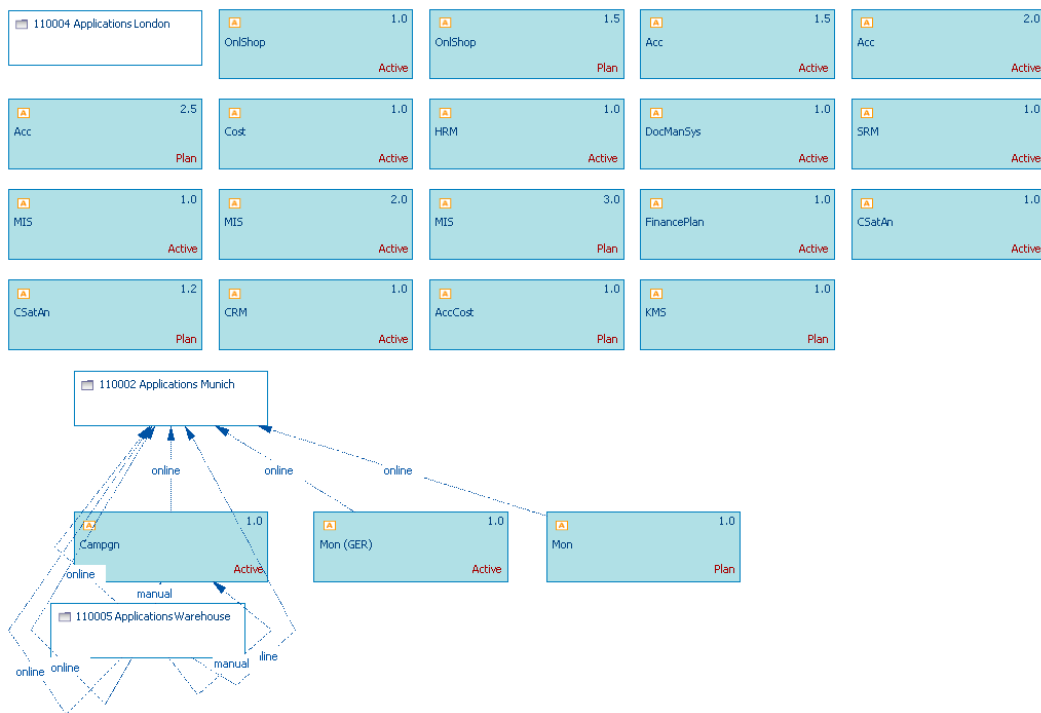 110004 Applications London
A 1.0
OnlShop
Active
A 1.5
OnlShop
Plan
A 1.5
Acc
Active
A 2.0
Acc
Active
A 2.5
Acc
Plan
A 1.0
Cost
Active
A 1.0
HRM
Active
A 1.0
DocManSys
Active
A 1.0
SRM
Active
A 1.0
MIS
Active
A 2.0
MIS
Active
A 3.0
MIS
Plan
A 1.0
FinancePlan
Active
A 1.0
CSatAn
Active
A 1.2
CSatAn
Plan
A 1.0
CRM
Active
A 1.0
AccCost
Plan
A 1.0
KMS
Plan
110002 Applications Munich
online
online
online
A 1.0
Campgn
Active
A 1.0
Mon (GER)
Active
A 1.0
Mon
Plan
online
manual
110005 Applications Warehouse
online
online
manual